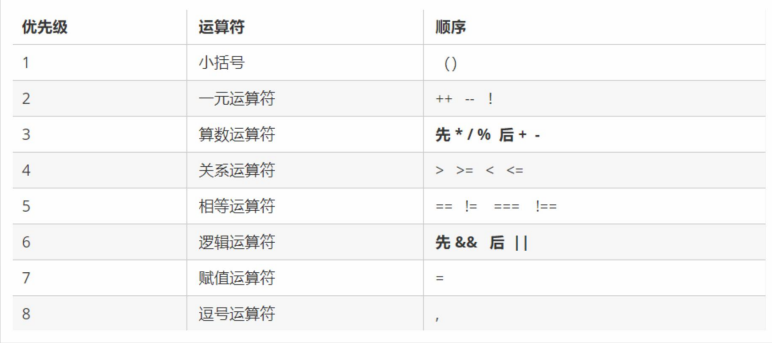 优先级 运算符 顺序
1 小括号 ()
2 一元运算符 ++ -- !
3 算数运算符 先 * / % 后 + -
4 关系运算符 > >= < <=
5 相等运算符 == != === !==
6 逻辑运算符 先 && 后 ||
7 赋值运算符 =
8 逗号运算符 ,